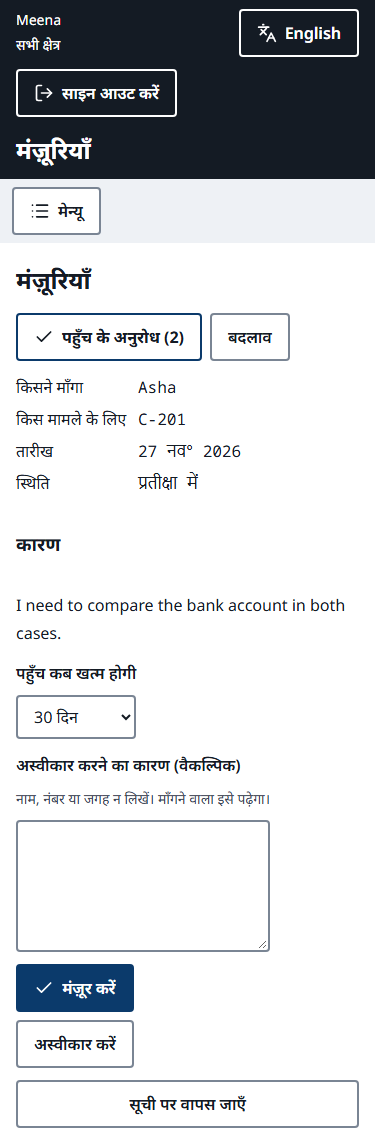 Meena
सभी क्षेत्र
English
साइन आउट करें
मंज़ूरियाँ
मेन्यू
मंज़ूरियाँ
पहुँच के अनुरोध (2)
बदलाव
किसने माँगा Asha
किस मामले के लिए C-201
तारीख 27 नव॰ 2026
स्थिति प्रतीक्षा में
कारण
I need to compare the bank account in both
cases.
पहुँच कब खत्म होगी
30 दिन
अस्वीकार करने का कारण (वैकल्पिक)
नाम, नंबर या जगह न लिखें। माँगने वाला इसे पढ़ेगा।
मंज़ूर करें
अस्वीकार करें
सूची पर वापस जाएँ